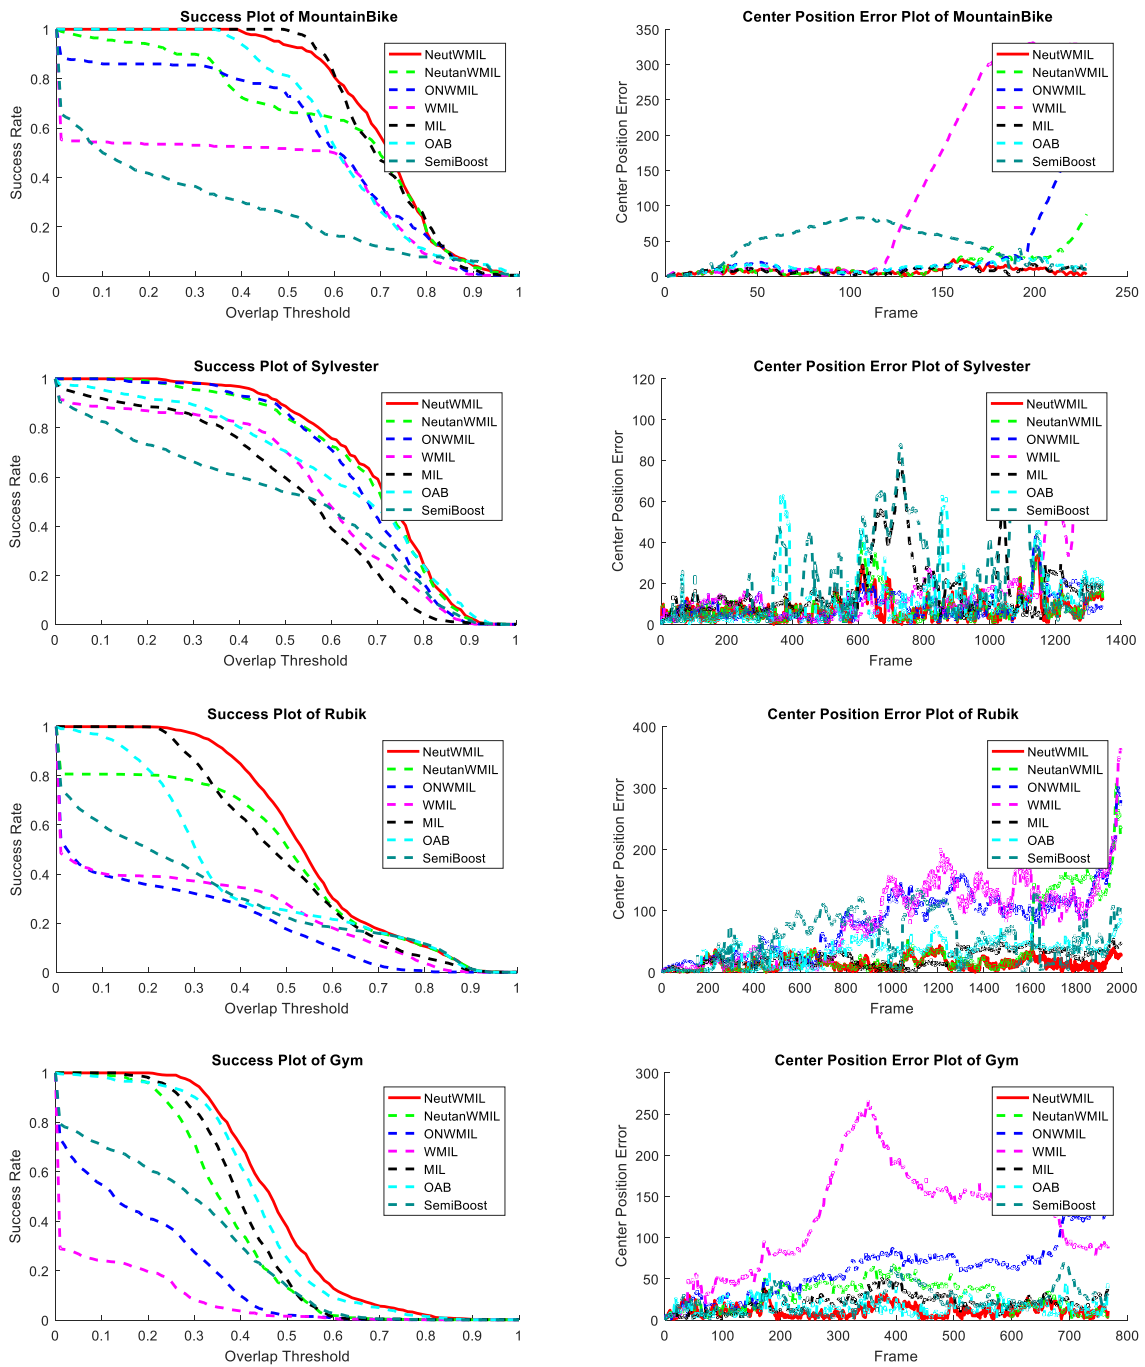 Success Plot of MountainBike
Success Rate
1
0.8
0.6
0.4
0.2
0
0 0.1 0.2 0.3 0.4 0.5 0.6 0.7 0.8 0.9 1
Overlap Threshold
NeutWMIL
NeutanWMIL
ONWMIL
WMIL
MIL
OAB
SemiBoost
Center Position Error Plot of MountainBike
Center Position Error
350
300
250
200
150
100
50
0
0 50 100 150 200 250
Frame
NeutWMIL
NeutanWMIL
ONWMIL
WMIL
MIL
OAB
SemiBoost
Success Plot of Sylvester
Success Rate
1
0.8
0.6
0.4
0.2
0
0 0.1 0.2 0.3 0.4 0.5 0.6 0.7 0.8 0.9 1
Overlap Threshold
NeutWMIL
NeutanWMIL
ONWMIL
WMIL
MIL
OAB
SemiBoost
Center Position Error Plot of Sylvester
Center Position Error
120
100
80
60
40
20
0
0 200 400 600 800 1000 1200 1400
Frame
NeutWMIL
NeutanWMIL
ONWMIL
WMIL
MIL
OAB
SemiBoost
Success Plot of Rubik
Success Rate
1
0.8
0.6
0.4
0.2
0
0 0.1 0.2 0.3 0.4 0.5 0.6 0.7 0.8 0.9 1
Overlap Threshold
NeutWMIL
NeutanWMIL
ONWMIL
WMIL
MIL
OAB
SemiBoost
Center Position Error Plot of Rubik
Center Position Error
400
300
200
100
0
0 200 400 600 800 1000 1200 1400 1600 1800 2000
Frame
NeutWMIL
NeutanWMIL
ONWMIL
WMIL
MIL
OAB
SemiBoost
Success Plot of Gym
Success Rate
1
0.8
0.6
0.4
0.2
0
0 0.1 0.2 0.3 0.4 0.5 0.6 0.7 0.8 0.9 1
Overlap Threshold
NeutWMIL
NeutanWMIL
ONWMIL
WMIL
MIL
OAB
SemiBoost
Center Position Error Plot of Gym
Center Position Error
300
250
200
150
100
50
0
0 100 200 300 400 500 600 700 800
Frame
NeutWMIL
NeutanWMIL
ONWMIL
WMIL
MIL
OAB
SemiBoost